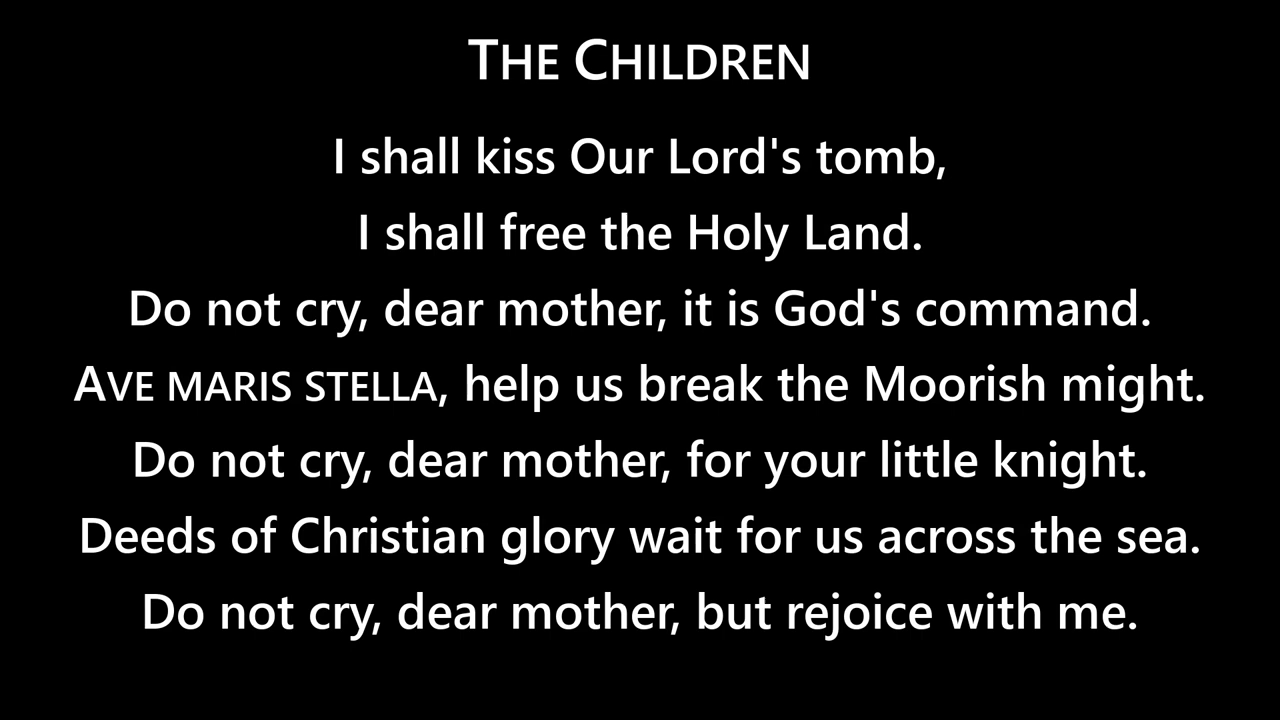 THE CHILDREN
I shall kiss Our Lord's tomb,
I shall free the Holy Land.
Do not cry, dear mother, it is God's command.
AVE MARIS STELLA, help us break the Moorish might.
Do not cry, dear mother, for your little knight.
Deeds of Christian glory wait for us across the sea.
Do not cry, dear mother, but rejoice with me.